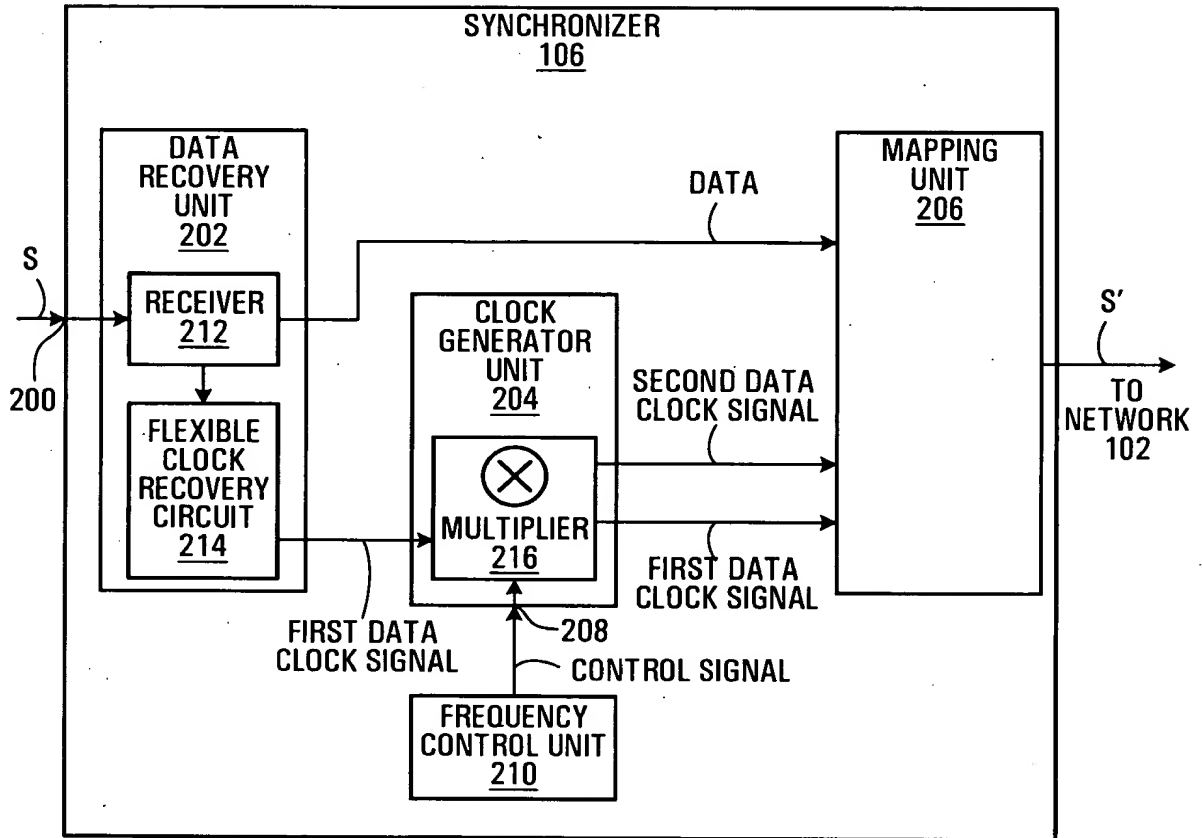 SYNCHRONIZER
106
DATA
RECOVERY
UNIT
202
S
200
RECEIVER
212
FLEXIBLE
CLOCK
RECOVERY
CIRCUIT
214
FIRST DATA
CLOCK SIGNAL
DATA
CLOCK
GENERATOR
UNIT
204
MULTIPLIER
216
208
CONTROL SIGNAL
FREQUENCY
CONTROL UNIT
210
SECOND DATA
CLOCK SIGNAL
FIRST DATA
CLOCK SIGNAL
MAPPING
UNIT
206
S'
TO
NETWORK
102